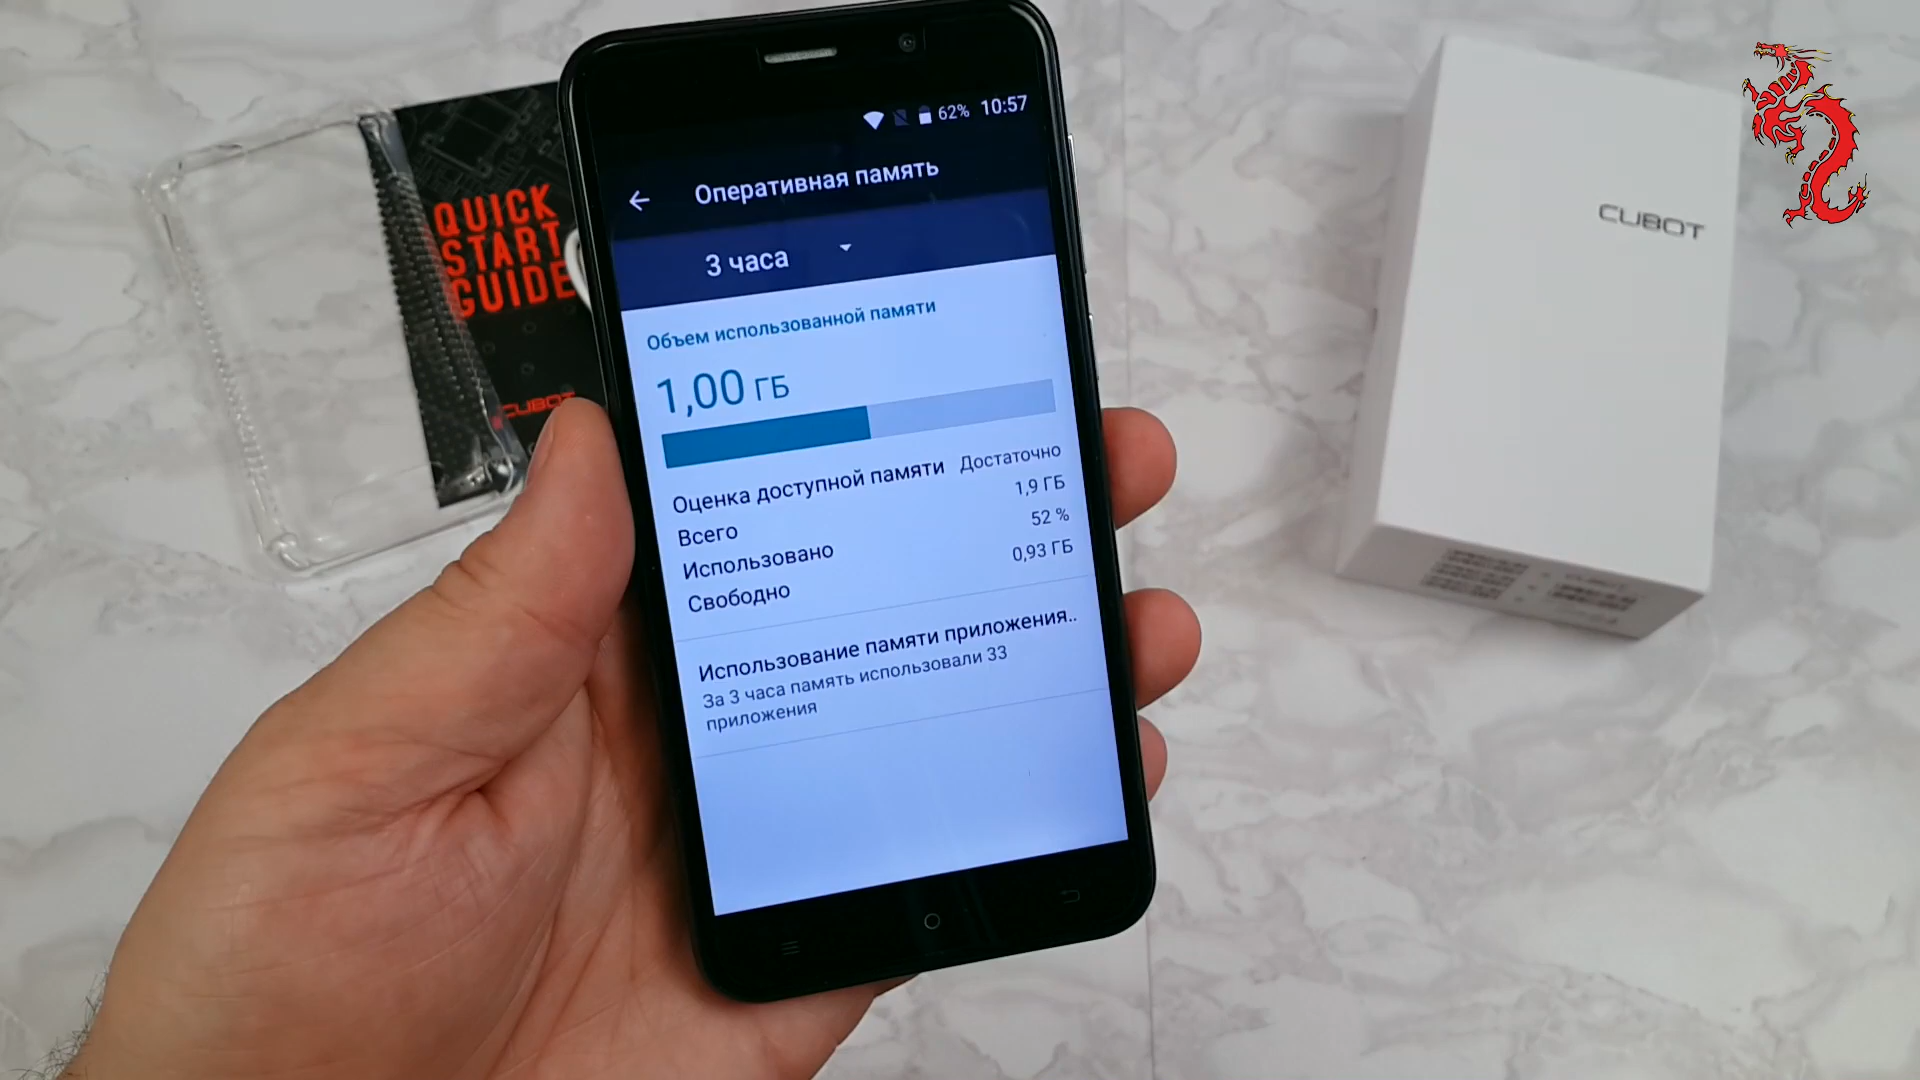 62% 10:57
Оперативная память
3 часа
Объем использованной памяти
1,00 ГБ
Оценка доступной памяти Достаточно
Всего 1,9 ГБ
Использовано 52 %
Свободно 0,93 ГБ
Использование памяти приложения..
За 3 часа память использовали 33
приложения
QUICK
START
GUIDE
CUBOT
CUBOT